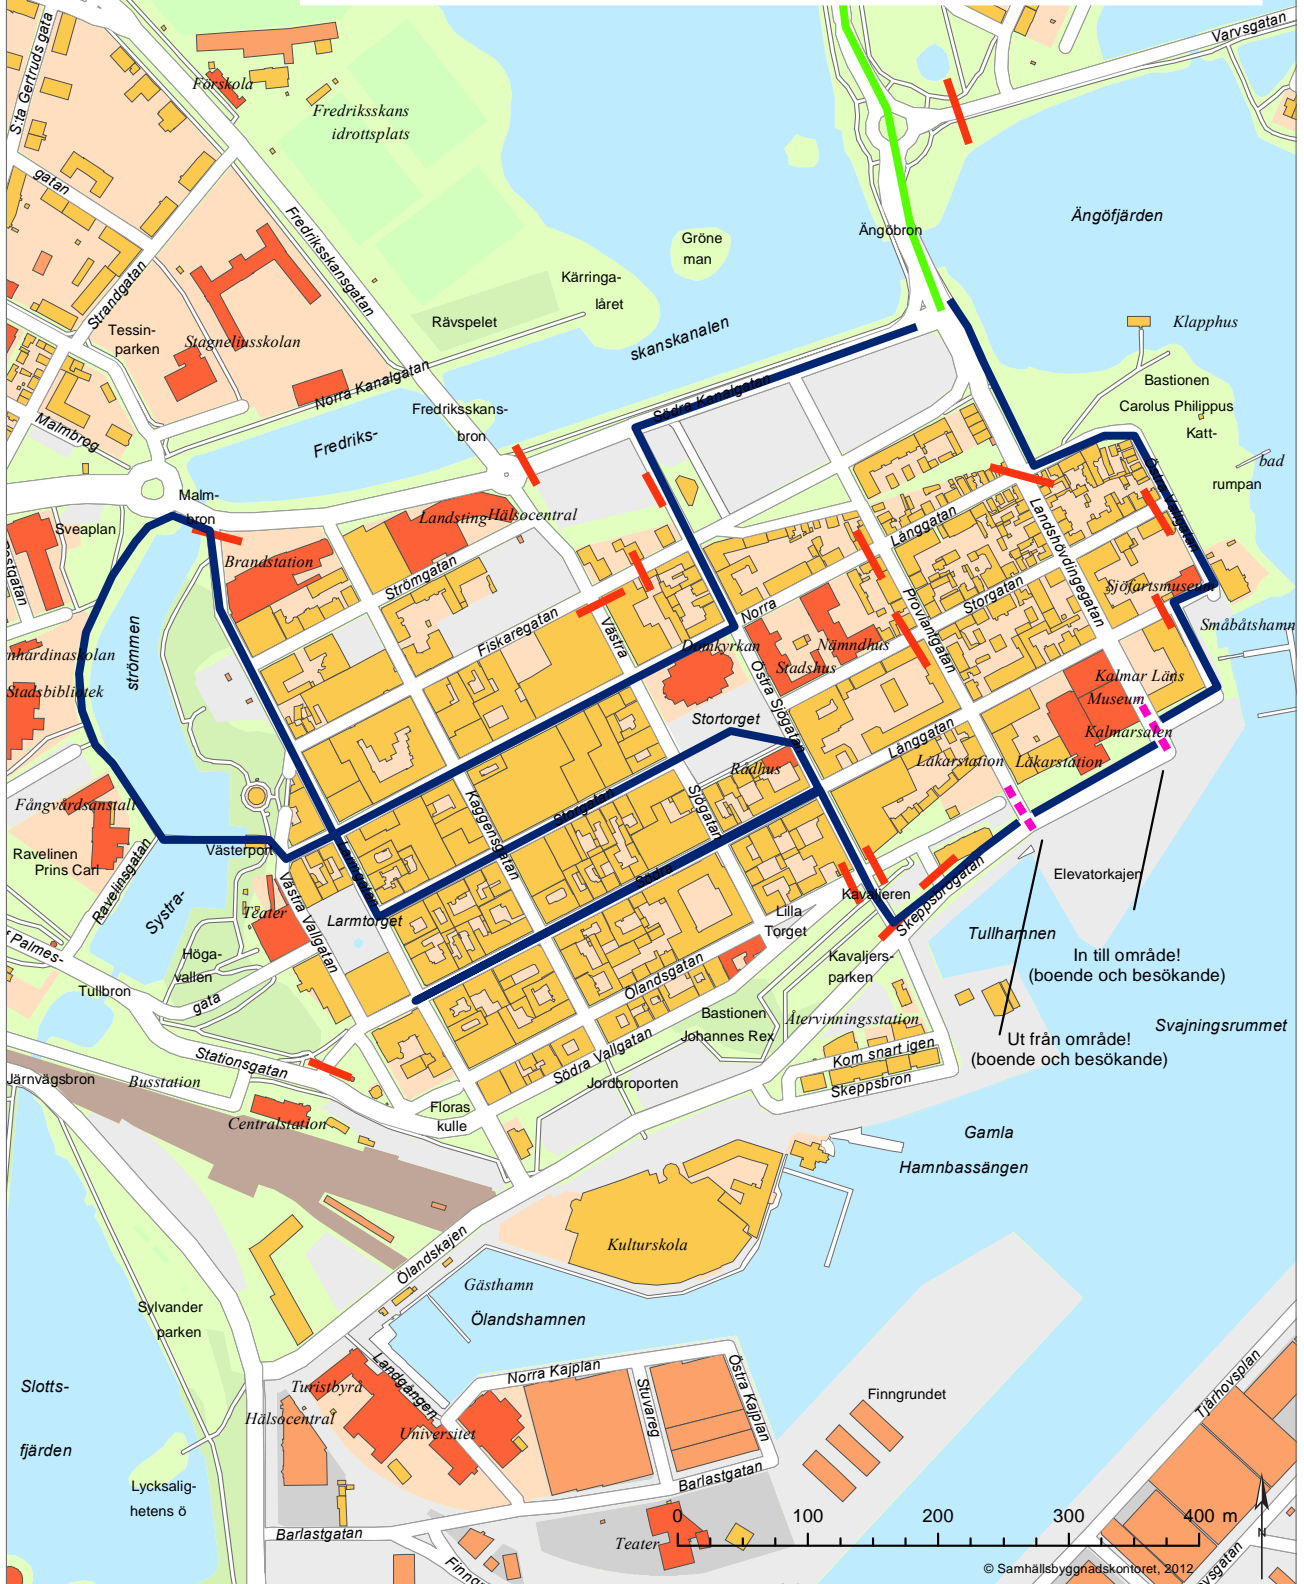 Varvsgatan
S:ta Gertruds gata
Förskola
Fredriksskans
idrottsplats
gatan
Ängöfjärden
Ängöbron
Fredriksskansgatan
Gröne
man
Kärringa-
låret
Strandgatan
Rävspelet
Tessin-
parken
Stagneliusskolan
skanskanalen
Klapphus
Norra Kanalgatan
Södra Kanalgatan
Bastionen
Carolus Philippus
Katt-
rumpan
bad
Fredriksskans-
bron
Malmbrog
Fredriks-
Östra Vallgatan
Malm-
bron
Sveaplan
Landsting
Hälsocentral
Långgatan
Landshövdingegatan
Brandstation
Strömgatan
Storgatan
Sjöfartsmuseum
Provlantgatan
Norra
Fiskaregatan
Västra
Småbåtshamn
strömmen
nhardinaskolan
Stadsbibliotek
Domkyrkan
Nämndhus
Stadshus
Östra Sjögatan
Kalmar Läns
Museum
Kalmarsalen
Stortorget
Långgatan
Läkarstation
Läkarstation
Rådhus
Fångvårdsanstalt
Kaggensgatan
Storgatan
Sjögatan
Västerport
Larmgatan
Ravelinen
Prins Carl
Ravelinsgatan
Södra
Elevatorkajen
Västra Vallgatan
Teater
Larmtorget
Kavaljeren
Skeppsbrogatan
Systra-
Lilla
Torget
Tullhamnen
f Palmes-
Höga-
vallen
Kavaljers-
parken
In till område!
(boende och besökande)
Tullbron
gata
Ölandsgatan
Bastionen
Johannes Rex
Återvinningsstation
Svajningsrummet
Ut från område!
(boende och besökande)
Södra Vallgatan
Kom snart igen
Stationsgatan
Järnvägsbron
Busstation
Jordbroporten
Skeppsbron
Centralstation
Floras
kulle
Gamla
Hamnbassängen
Kulturskola
Ölandskajen
Gästhamn
Ölandshamnen
Sylvander
parken
Slotts-
fjärden
Landgången
Norra Kajplan
Östra Kajplan
Stuvareg
Tjärhovsplan
Turistbyrå
Hälsocentral
Universitet
Finngrundet
Lycksalig-
hetens ö
Barlastgatan
Barlastgatan
Teater
Finngr
0 100 200 300 400 m
N
© Samhällsbyggnadskontoret, 2012